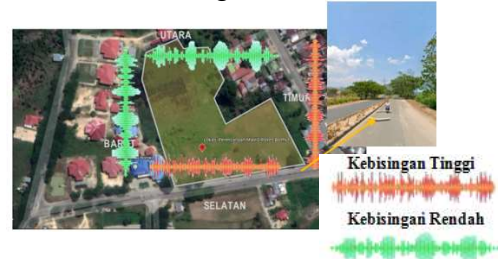 UTARA
TIMUR
BARAT
SELATAN
Kebisingan Tinggi
Kebisingan Rendah